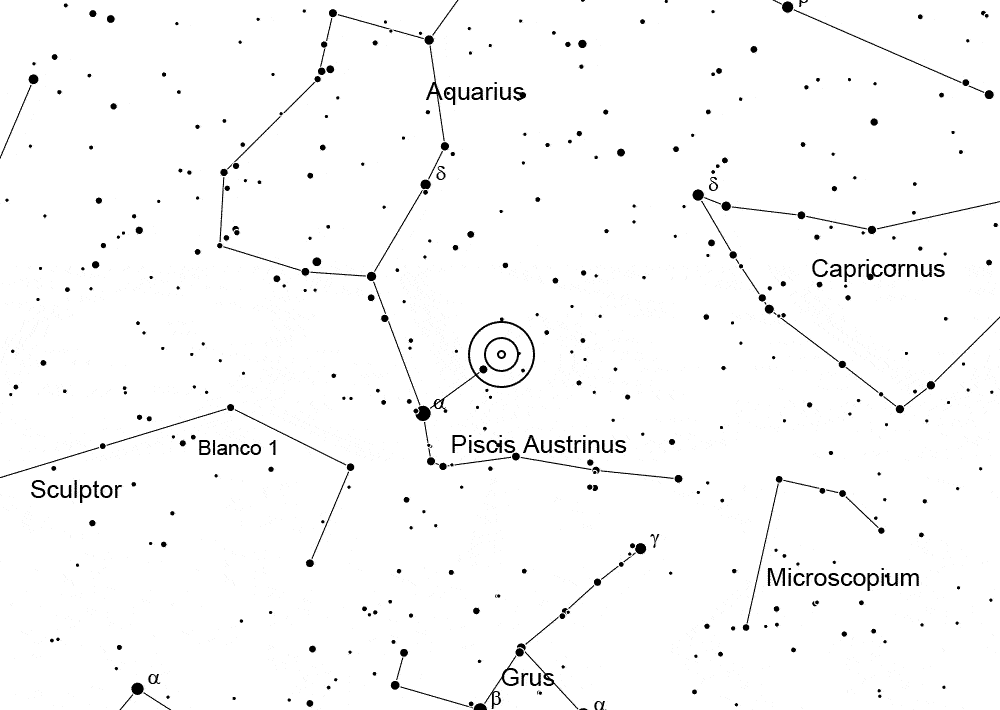 β
Aquarius
δ
δ
Capricornus
α
Piscis Austrinus
Blanco 1
Sculptor
γ
Microscopium
Grus
α
β
α